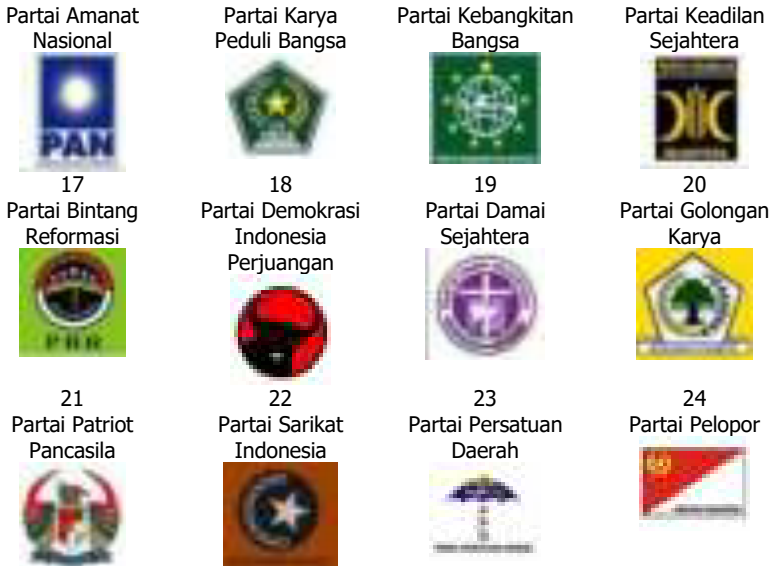 Partai Amanat
Nasional
Partai Karya
Peduli Bangsa
Partai Kebangkitan
Bangsa
Partai Keadilan
Sejahtera
PAN
17
18
19
20
Partai Bintang
Reformasi
Partai Demokrasi
Indonesia
Perjuangan
Partai Damai
Sejahtera
Partai Golongan
Karya
PBR
21
22
23
24
Partai Patriot
Pancasila
Partai Sarikat
Indonesia
Partai Persatuan
Daerah
Partai Pelopor